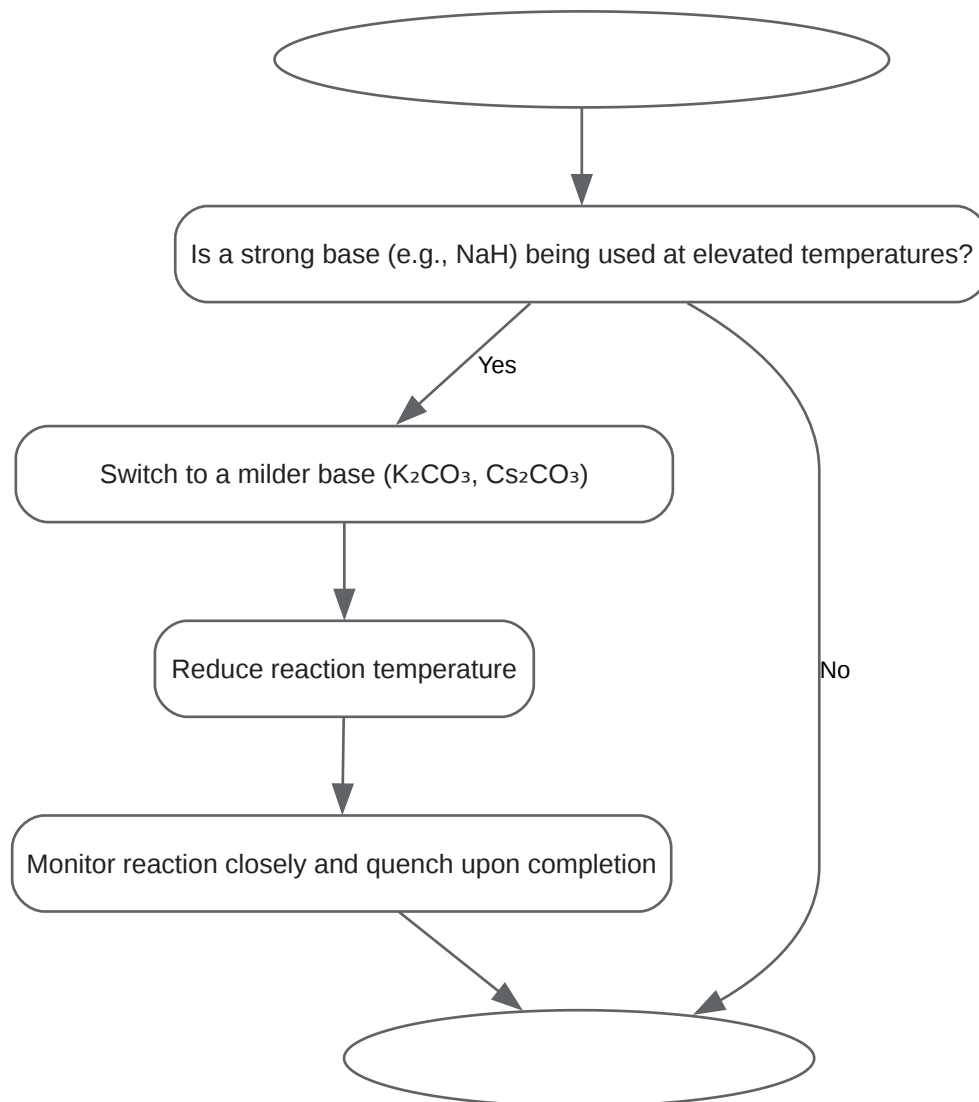 Is a strong base (e.g., NaH) being used at elevated temperatures?
Yes
Switch to a milder base (K₂CO₃, Cs₂CO₃)
Reduce reaction temperature
No
Monitor reaction closely and quench upon completion